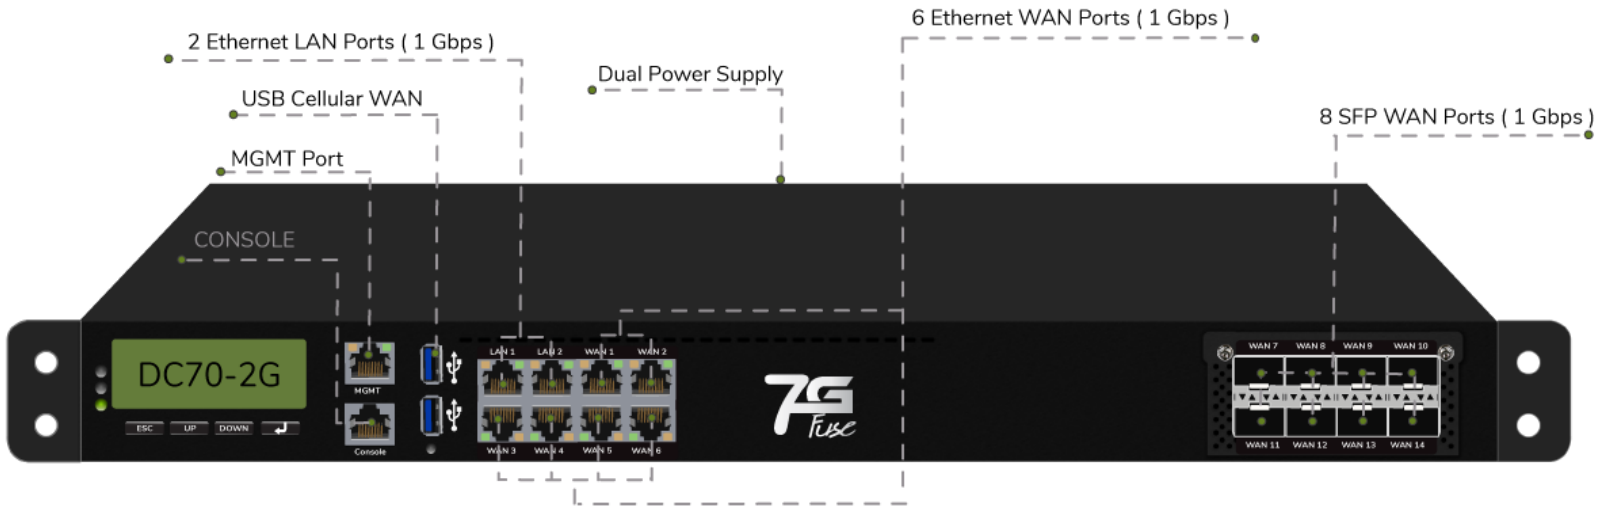 6 Ethernet WAN Ports ( 1 Gbps )
2 Ethernet LAN Ports ( 1 Gbps )
Dual Power Supply
USB Cellular WAN
8 SFP WAN Ports ( 1 Gbps )
MGMT Port
CONSOLE
DC70-2G
ESC UP DOWN
MGMT
Console
LAN 1 LAN 2 WAN 1 WAN 2
WAN 3 WAN 4 WAN 5 WAN 6
7G
Fuse
WAN 7 WAN 8 WAN 9 WAN 10
WAN 11 WAN 12 WAN 13 WAN 14